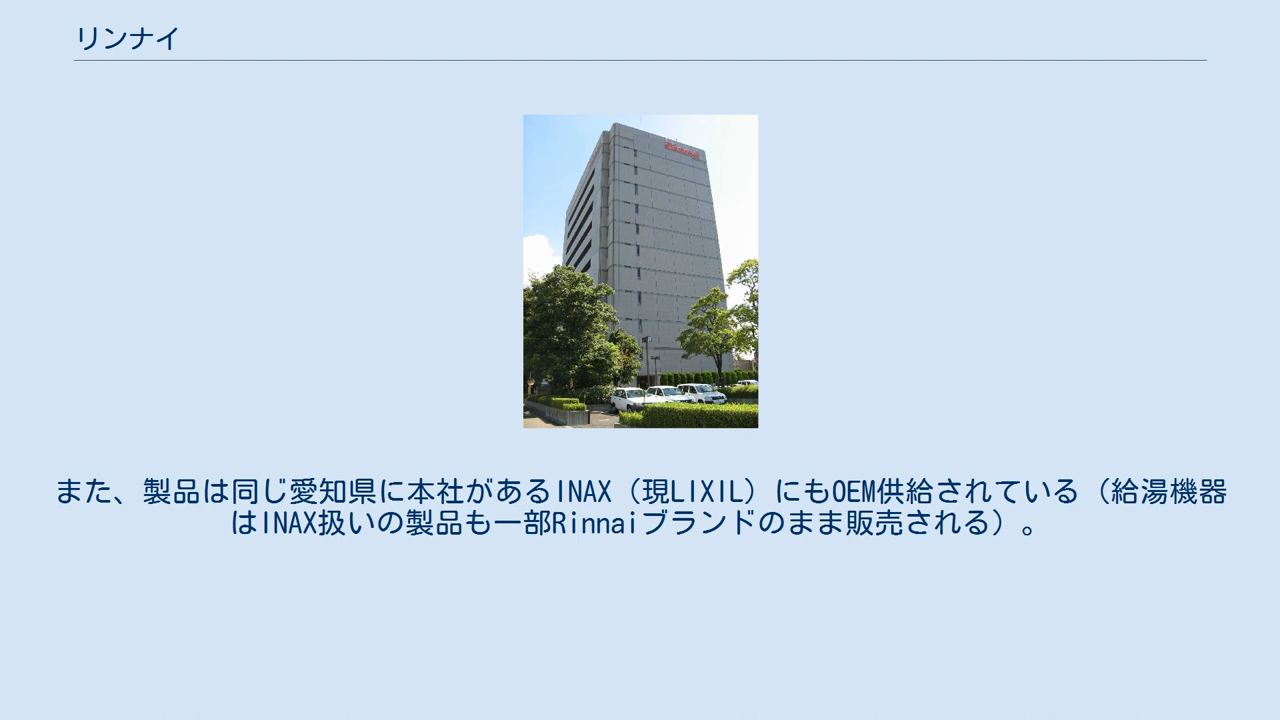 リンナイ
また、製品は同じ愛知県に本社があるINAX（現LIXIL）にもOEM供給されている（給湯機器
はINAX扱いの製品も一部Rinnaiブランドのまま販売される）。